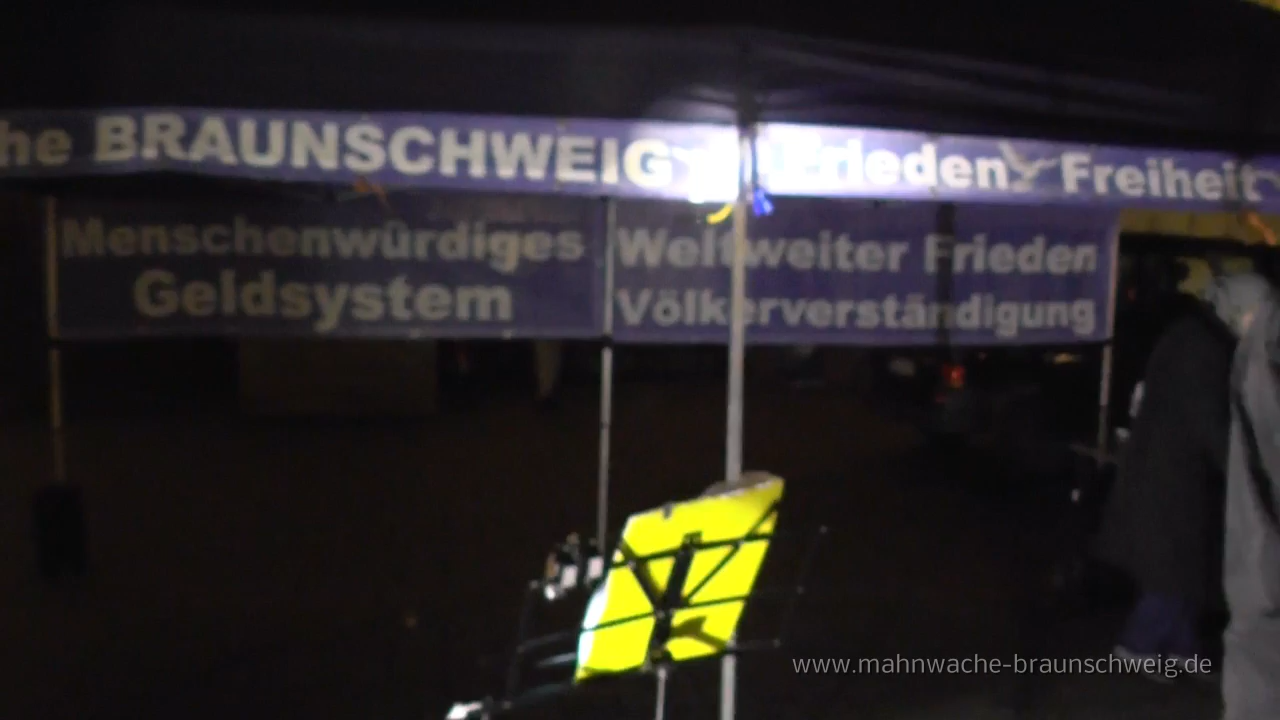 he BRAUNSCHWEIG Frieden Freiheit
Menschenwürdiges
Geldsystem
Weltweiter Frieden
Völkerverständigung
www.mahnwache-braunschweig.de